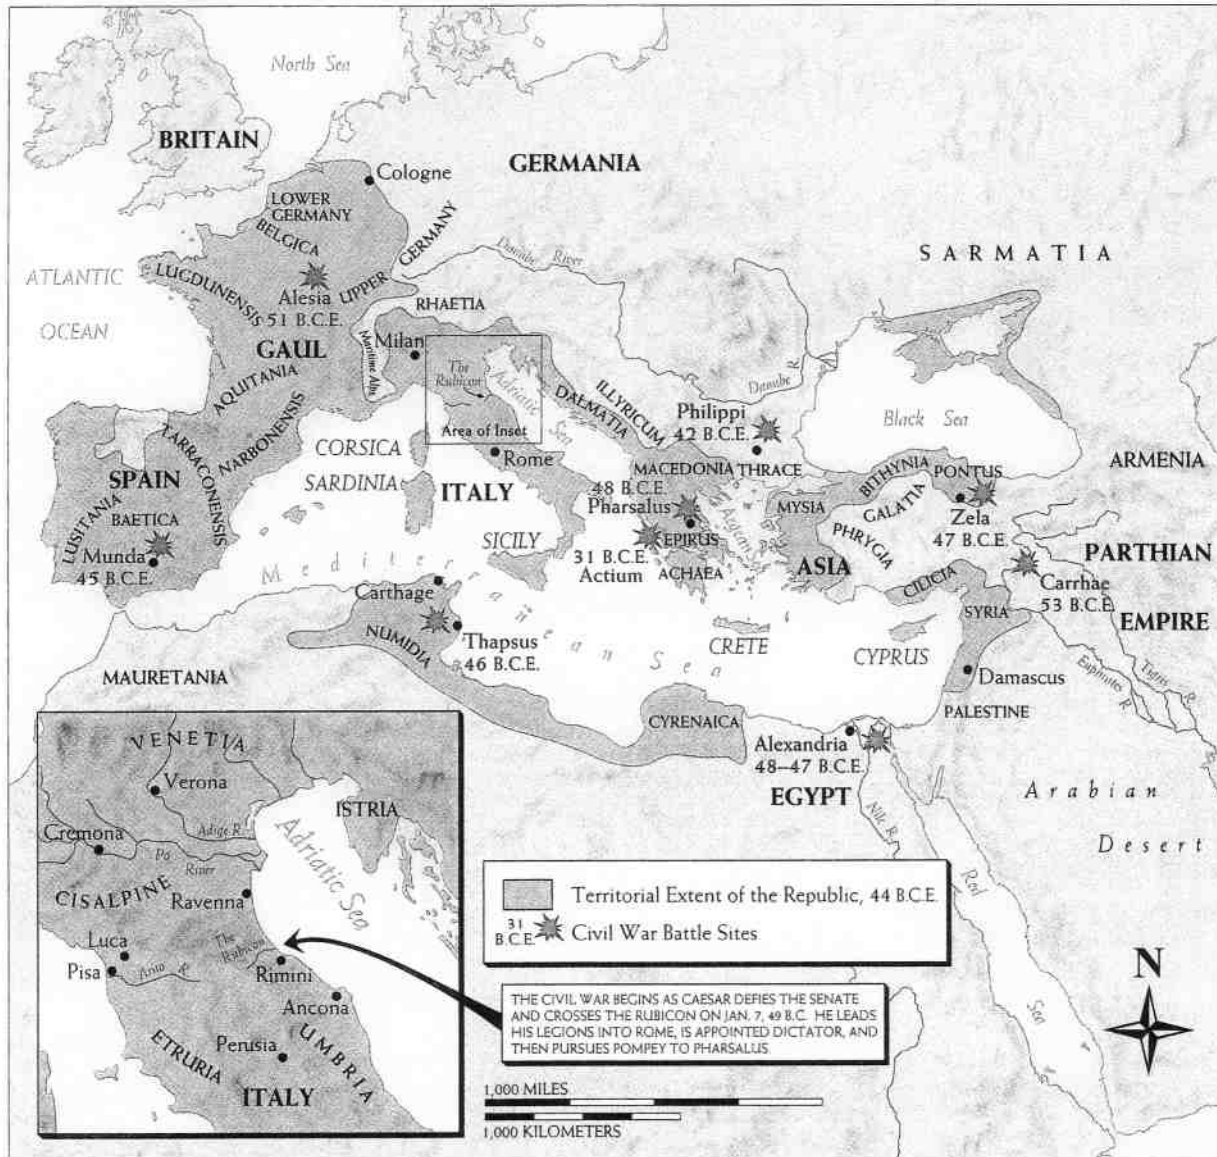 North Sea
BRITAIN
GERMANIA
Cologne
LOWER
GERMANY
BELGICA
UPPER GERMANY
Danube River
SARMATIA
ATLANTIC
OCEAN
LUGDUNENSIS
Alesia
51 B.C.E.
RHAETIA
GAUL
Milan
Maritime Alps
The
Rubicon
Adriatic
Sea
Area of Inset
AQUITANIA
NARBONENSIS
TARRACONENSIS
DALMATIA
ILLYRICUM
Danube R.
Philippi
42 B.C.E.
Black Sea
CORSICA
SARDINIA
Rome
ITALY
MACEDONIA
THRACE
BITHYNIA
PONTUS
ARMENIA
SPAIN
LUSITANIA
BAETICA
Munda
45 B.C.E.
48 B.C.E.
Pharsalus
EPIRUS
Aegean
MYSIA
GALATIA
PHRYGIA
Zela
47 B.C.E.
SICILY
31 B.C.E.
Actium
ACHAEA
ASIA
CILICIA
PARTHIAN
EMPIRE
Carrhae
53 B.C.E.
Mediterranean Sea
Carthage
NUMIDIA
Thapsus
46 B.C.E.
CRETE
CYPRUS
SYRIA
MAURETANIA
Damascus
Euphrates R.
Tigris R.
CYRENAICA
PALESTINE
Alexandria
48–47 B.C.E.
EGYPT
Nile R.
Arabian
Desert
Red
Sea
VENETIA
Verona
ISTRIA
Adige R.
Cremona
Po
River
Adriatic Sea
CISALPINE
Ravenna
Luca
The
Rubicon
Pisa
Rimini
Ancona
ETRURIA
Perusia
UMBRIA
ITALY
Territorial Extent of the Republic, 44 B.C.E.
31
B.C.E.
Civil War Battle Sites
THE CIVIL WAR BEGINS AS CAESAR DEFIES THE SENATE
AND CROSSES THE RUBICON ON JAN. 7, 49 B.C. HE LEADS
HIS LEGIONS INTO ROME, IS APPOINTED DICTATOR, AND
THEN PURSUES POMPEY TO PHARSALUS.
N
1,000 MILES
1,000 KILOMETERS